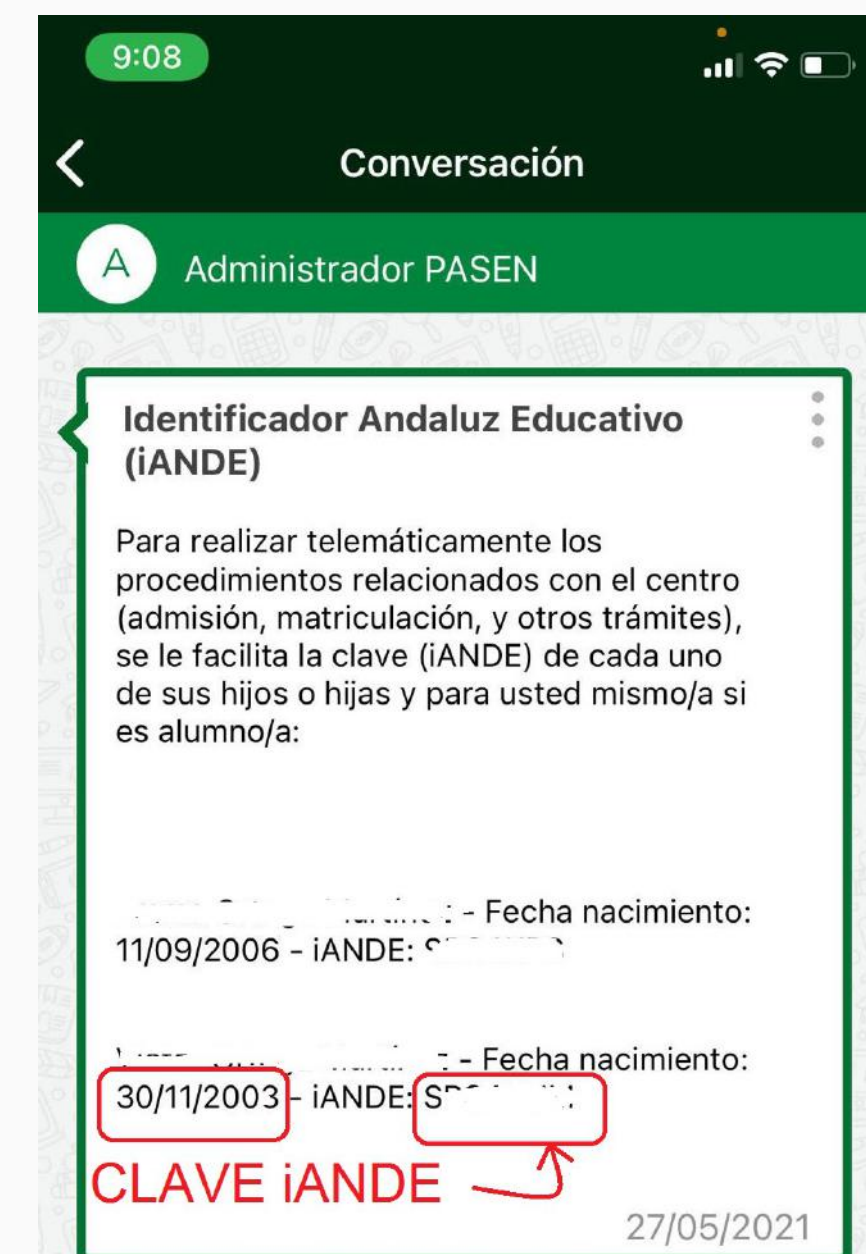 9:08
Conversación
A Administrador PASEN
Identificador Andaluz Educativo
(iANDE)
Para realizar telemáticamente los
procedimientos relacionados con el centro
(admisión, matriculación, y otros trámites),
se le facilita la clave (iANDE) de cada uno
de sus hijos o hijas y para usted mismo/a si
es alumno/a:
- Fecha nacimiento:
11/09/2006 - iANDE:
- Fecha nacimiento:
30/11/2003 - iANDE:
CLAVE iANDE
27/05/2021